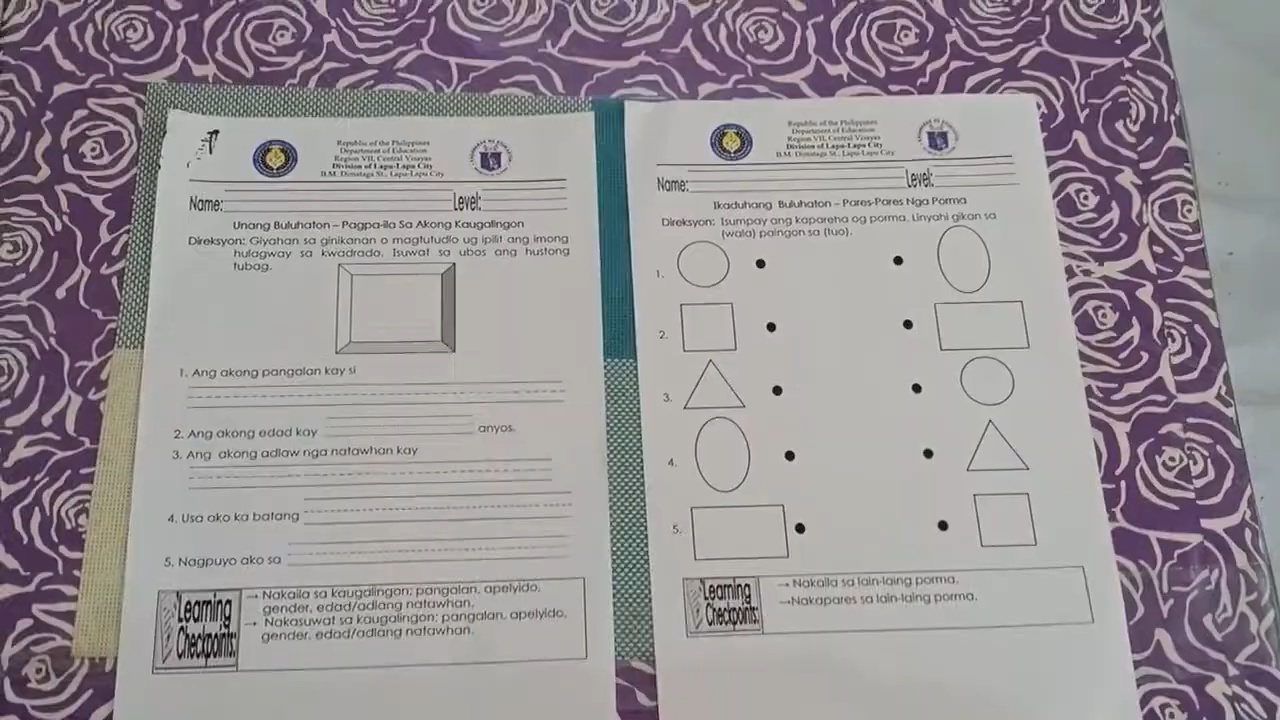 Republic of the Philippines
Department of Education
Region VII, Central Visayas
Division of Lapu-Lapu City
B.M. Dimataga St., Lapu-Lapu City
Name: Level:
Unang Buluhaton – Pagpa-ila Sa Akong Kaugalingon
Direksyon: Giyahan sa ginikanan o magtutudlo ug ipilit ang imong
hulagway sa kwadrado. Isuwat sa ubos ang hustong
tubag.
1. Ang akong pangalan kay si
2. Ang akong edad kay anyos.
3. Ang akong adlaw nga natawhan kay
4. Usa ako ka batang
5. Nagpuyo ako sa
Learning
Checkpoints:
→ Nakaila sa kaugalingon; pangalan, apelyido,
gender, edad/adlang natawhan.
→ Nakasuwat sa kaugalingon; pangalan, apelyido,
gender, edad/adlang natawhan.
Republic of the Philippines
Department of Education
Region VII, Central Visayas
Division of Lapu-Lapu City
B.M. Dimataga St., Lapu-Lapu City
Name: Level:
Ikaduhang Buluhaton – Pares-Pares Nga Porma
Direksyon: Isumpay ang kapareha og porma. Linyahi gikan sa
(wala) paingon sa (tuo).
1.
2.
3.
4.
5.
Learning
Checkpoints:
→ Nakaila sa lain-laing porma.
→Nakapares sa lain-laing porma.